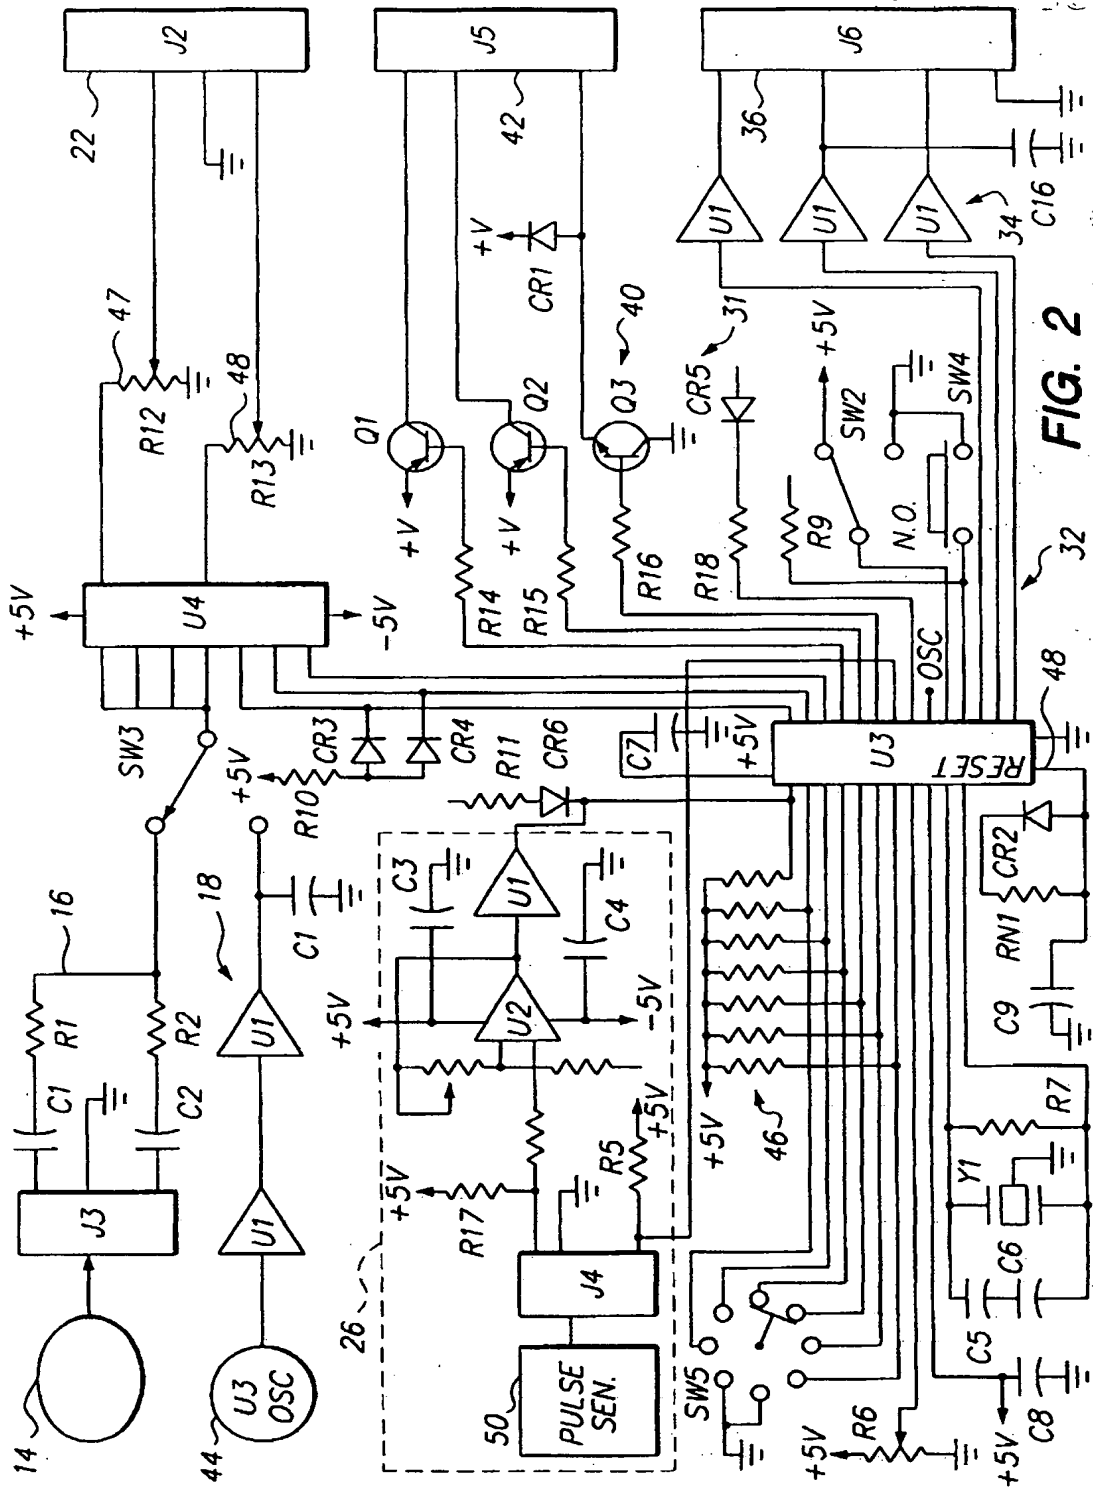 14
J3
C1
R1
16
C2
R2
SW3
+5V
U4
-5V
R12
47
R13
48
22
J2
44
U3
OSC
U1
U1
18
C1
+5V
R10
CR3
CR4
26
50
PULSE
SEN.
J4
R17
+5V
R5
+5V
+5V
U2
-5V
C3
C4
U1
R11
CR6
+V
Q1
R14
+V
Q2
R15
Q3
R16
40
+V
CR1
42
J5
SW5
+5V
46
C7
+5V
U3
RESET
OSC
R18
CR5
31
R9
+5V
SW2
N.O.
SW4
U1
U1
U1
34
C16
36
J6
+5V
R6
+5V
C8
C5
C6
Y1
R7
C9
RN1
CR2
48
32
FIG. 2